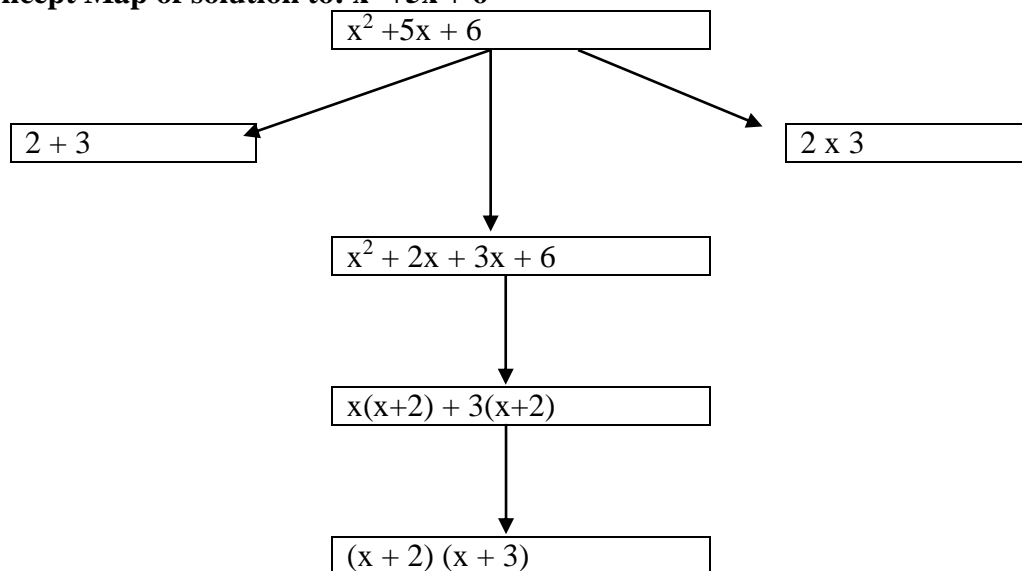 ncept Map of solution to: x² +5x + 6
x² +5x + 6
2 + 3
2 x 3
x² + 2x + 3x + 6
x(x+2) + 3(x+2)
(x + 2) (x + 3)